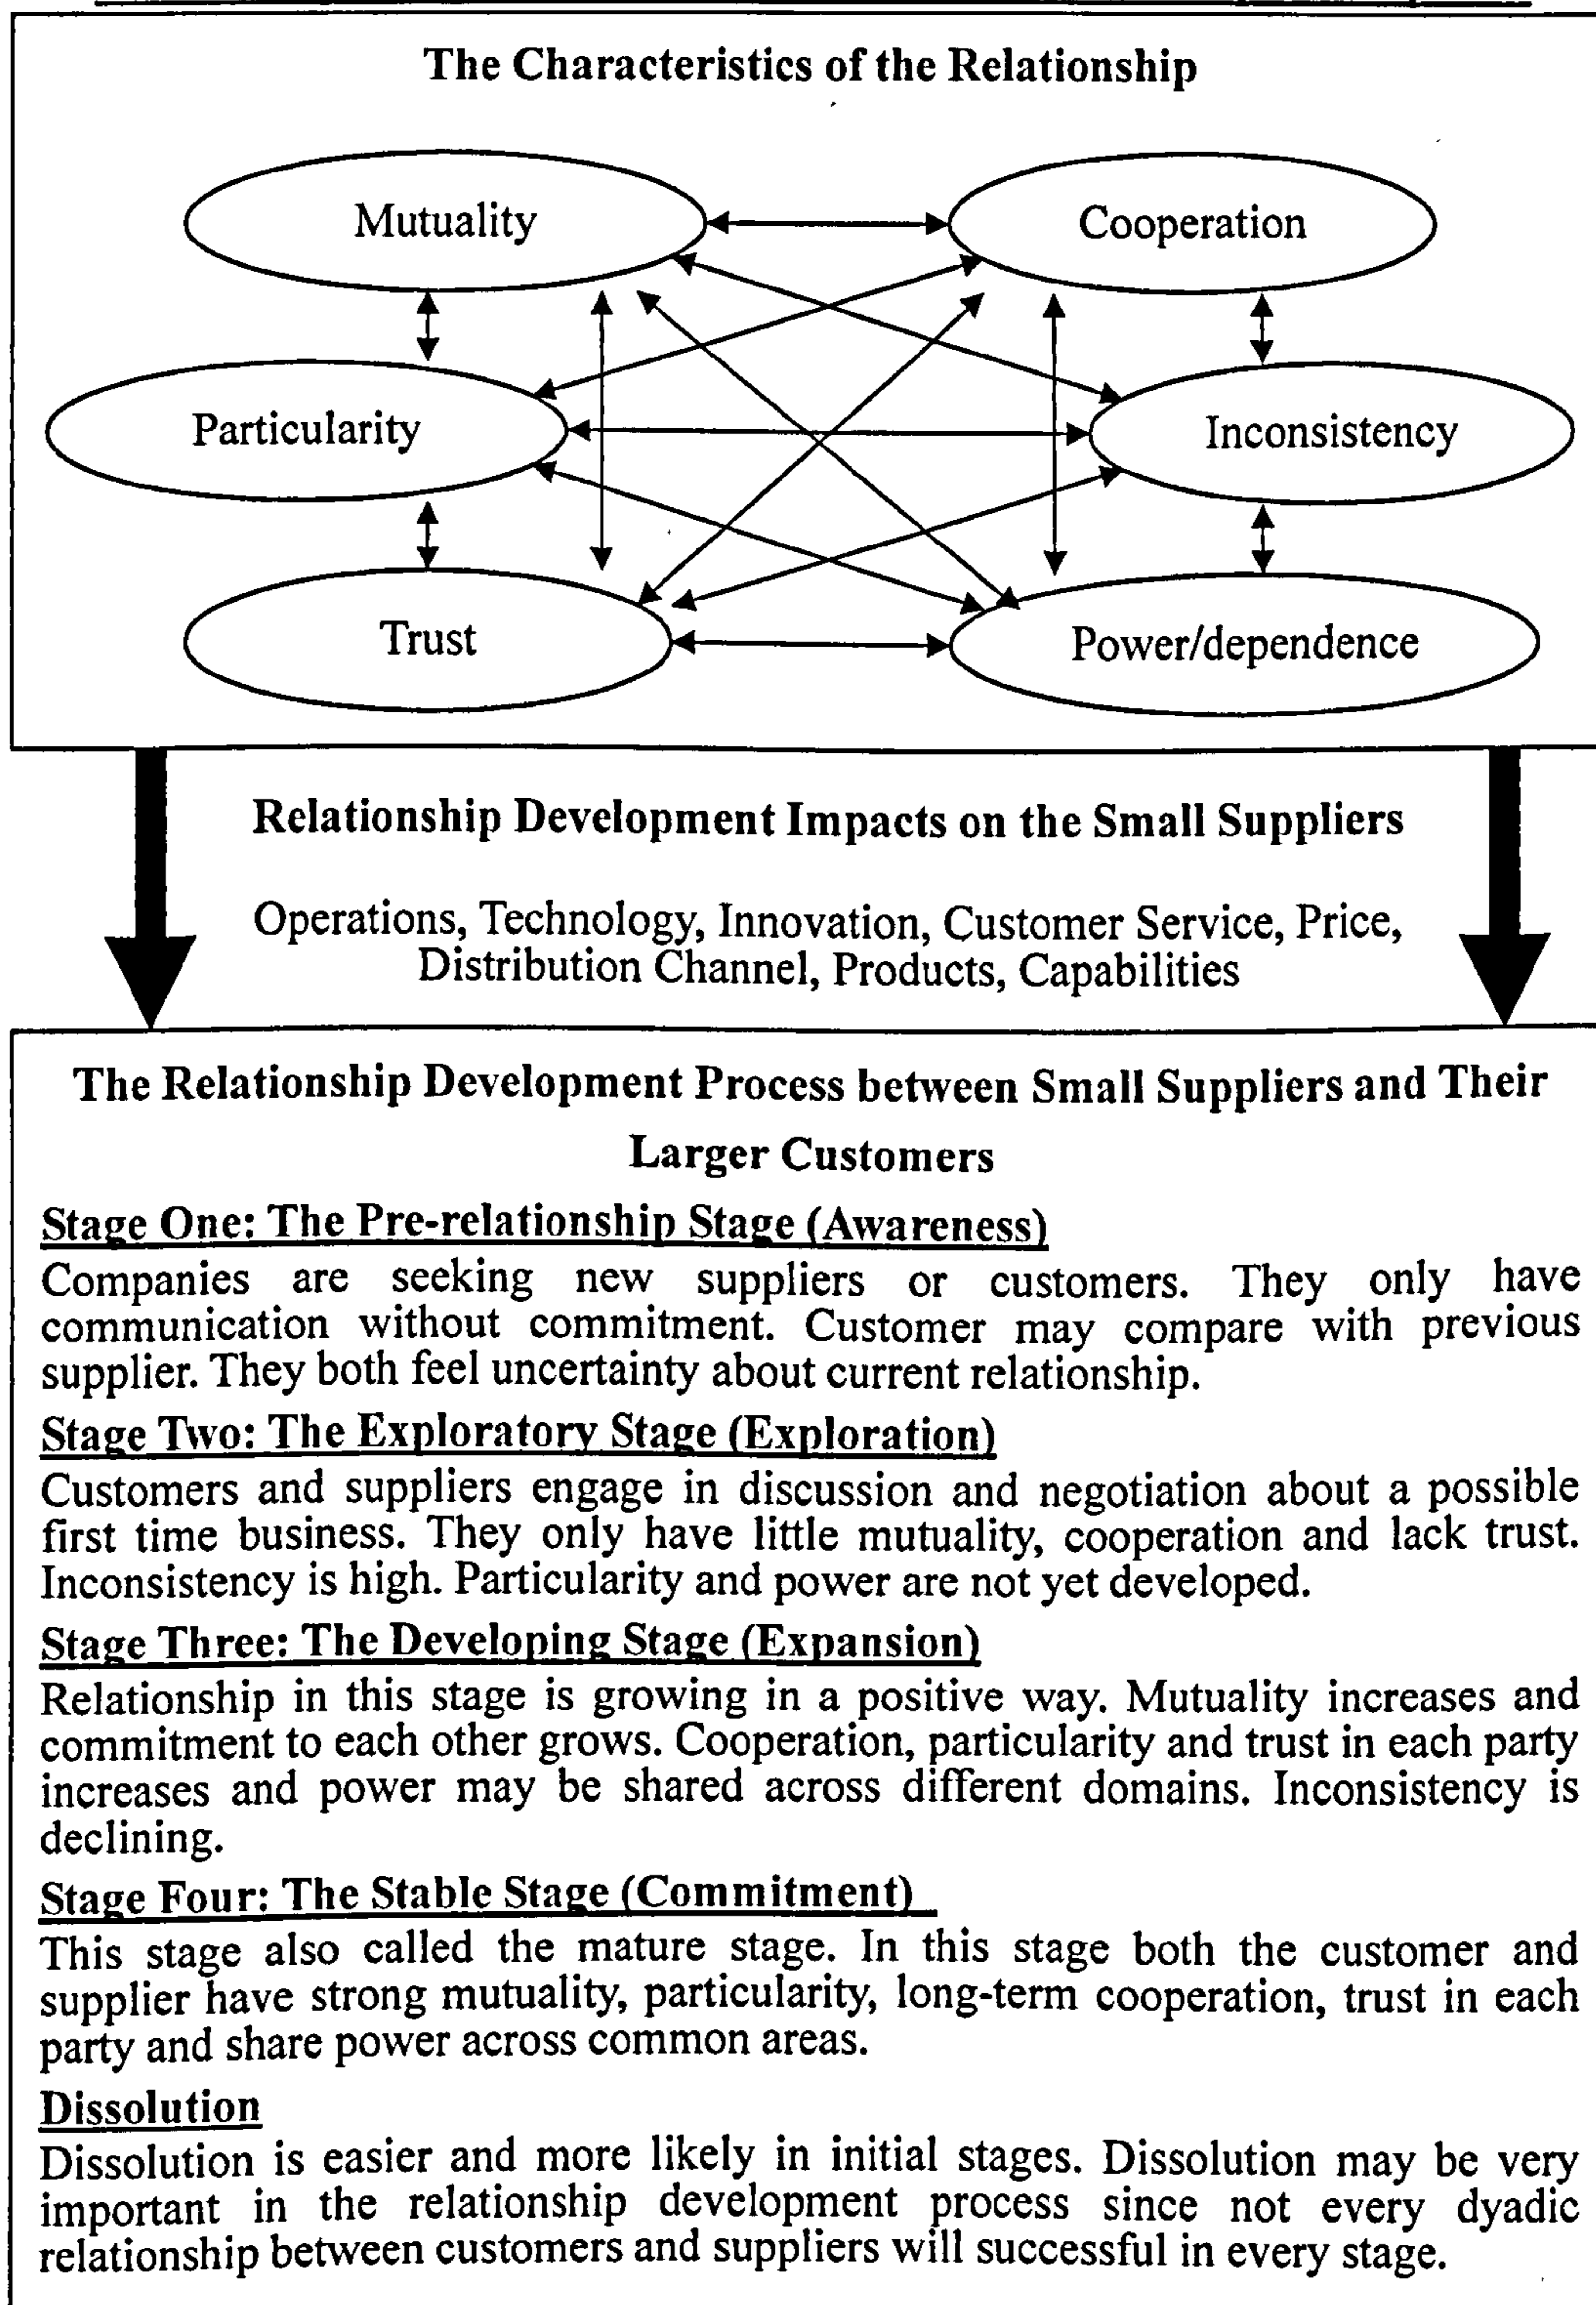 The Characteristics of the Relationship
Mutuality
Cooperation
Particularity
Inconsistency
Trust
Power/dependence
Relationship Development Impacts on the Small Suppliers
Operations, Technology, Innovation, Customer Service, Price,
Distribution Channel, Products, Capabilities
The Relationship Development Process between Small Suppliers and Their
Larger Customers
Stage One: The Pre-relationship Stage (Awareness)
Companies are seeking new suppliers or customers. They only have
communication without commitment. Customer may compare with previous
supplier. They both feel uncertainty about current relationship.
Stage Two: The Exploratory Stage (Exploration)
Customers and suppliers engage in discussion and negotiation about a possible
first time business. They only have little mutuality, cooperation and lack trust.
Inconsistency is high. Particularity and power are not yet developed.
Stage Three: The Developing Stage (Expansion)
Relationship in this stage is growing in a positive way. Mutuality increases and
commitment to each other grows. Cooperation, particularity and trust in each party
increases and power may be shared across different domains. Inconsistency is
declining.
Stage Four: The Stable Stage (Commitment)
This stage also called the mature stage. In this stage both the customer and
supplier have strong mutuality, particularity, long-term cooperation, trust in each
party and share power across common areas.
Dissolution
Dissolution is easier and more likely in initial stages. Dissolution may be very
important in the relationship development process since not every dyadic
relationship between customers and suppliers will successful in every stage.